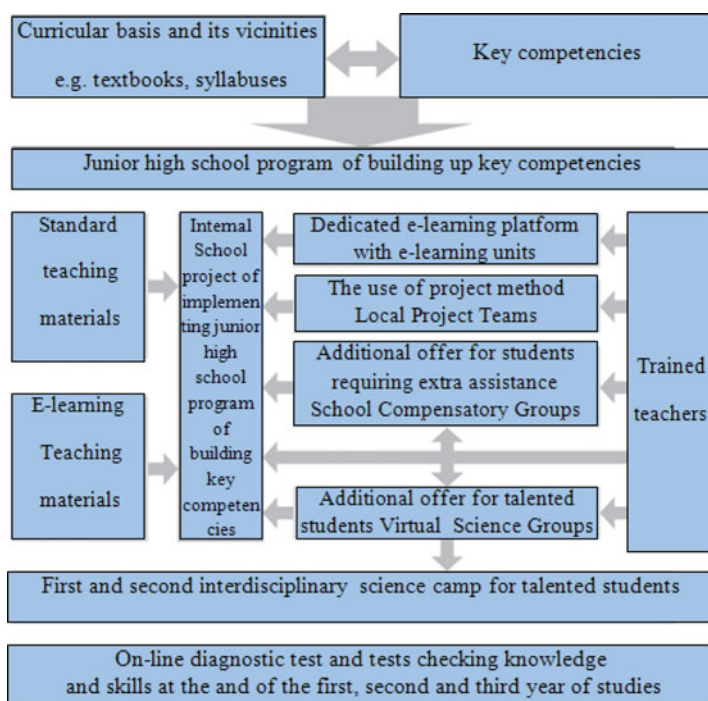 Curricular basis and its vicinities
e.g. textbooks, syllabuses
Key competencies
Junior high school program of building up key competencies
Standard
teaching
materials
E-learning
Teaching
materials
Internal
School
project of
implemen
ting junior
high
school
program
of
building
key
competen
cies
Dedicated e-learning platform
with e-learning units
The use of project method
Local Project Teams
Additional offer for students
requiring extra assistance
School Compensatory Groups
Additional offer for talented
students Virtual Science Groups
Trained
teachers
First and second interdisciplinary science camp for talented students
On-line diagnostic test and tests checking knowledge
and skills at the and of the first, second and third year of studies